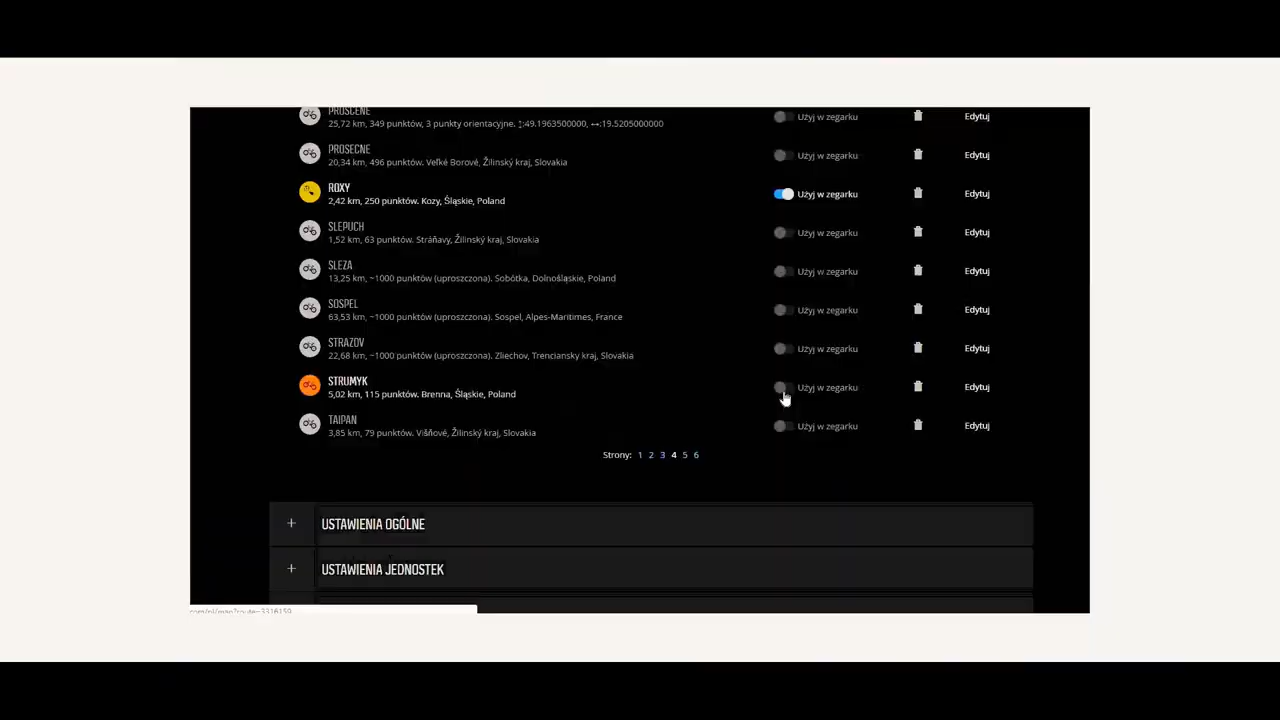 PROSCENE
25,72 km, 349 punktów, 3 punkty orientacyjne. ↕:49.1963500000, ↔:19.5205000000
Użyj w zegarku
Edytuj
PROSECNE
20,34 km, 496 punktów. Veľké Borové, Žilinský kraj, Slovakia
Użyj w zegarku
Edytuj
ROXY
2,42 km, 250 punktów. Kozy, Śląskie, Poland
Użyj w zegarku
Edytuj
SLEPUCH
1,52 km, 63 punktów. Stráňavy, Žilinský kraj, Slovakia
Użyj w zegarku
Edytuj
SLEZA
13,25 km, ~1000 punktów (uproszczona). Sobótka, Dolnośląskie, Poland
Użyj w zegarku
Edytuj
SOSPEL
63,53 km, ~1000 punktów (uproszczona). Sospel, Alpes-Maritimes, France
Użyj w zegarku
Edytuj
STRAZOV
22,68 km, ~1000 punktów (uproszczona). Zliechov, Trenciansky kraj, Slovakia
Użyj w zegarku
Edytuj
STRUMYK
5,02 km, 115 punktów. Brenna, Śląskie, Poland
Użyj w zegarku
Edytuj
TAIPAN
3,85 km, 79 punktów. Višňové, Žilinský kraj, Slovakia
Użyj w zegarku
Edytuj
Strony: 1 2 3 4 5 6
+ USTAWIENIA OGÓLNE
+ USTAWIENIA JEDNOSTEK